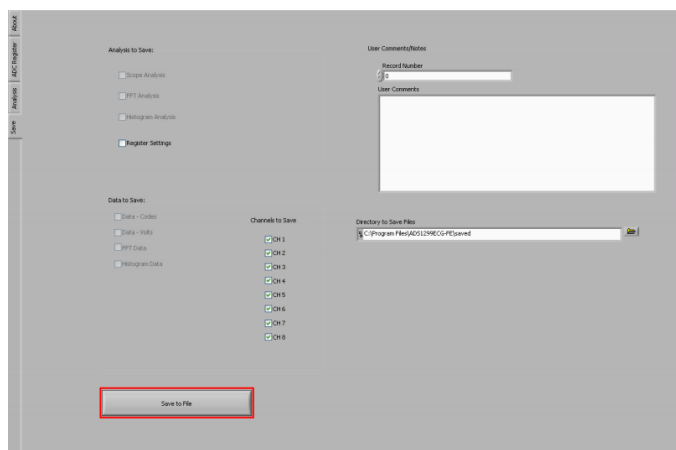 About
ADC Register
Analysis
Save
Analysis to Save:
Scope Analysis
FFT Analysis
Histogram Analysis
Register Settings
Data to Save:
Data - Codes
Data - Volts
FFT Data
Histogram Data
Channels to Save
CH 1
CH 2
CH 3
CH 4
CH 5
CH 6
CH 7
CH 8
Save to File
User Comments/Notes
Record Number
0
User Comments
Directory to Save Files
C:\Program Files\ADS1299ECG-FE\saved